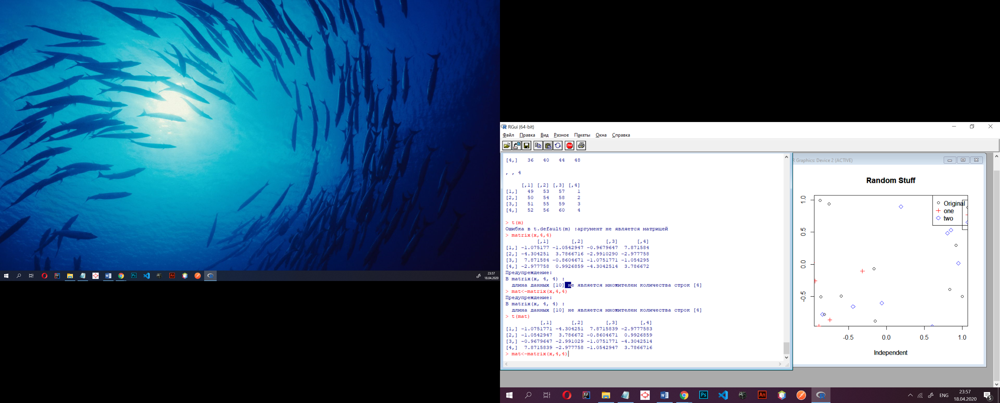 23:57
18.04.2020
RGui (64-bit)
Файл Правка Вид Разное Пакеты Окна Справка
STOP
[4,] 36 40 44 48
, , 4
[,1] [,2] [,3] [,4]
[1,] 49 53 57 1
[2,] 50 54 58 2
[3,] 51 55 59 3
[4,] 52 56 60 4
> t(m)
Ошибка в t.default(m) :аргумент не является матрицей
> matrix(x,4,4)
[,1] [,2] [,3] [,4]
[1,] -1.075177 -1.0542947 -0.9679647 7.871584
[2,] -4.304251 3.7866716 -2.9910290 -2.977758
[3,] 7.871584 -0.8604671 -1.0751771 -1.054295
[4,] -2.977758 0.9926859 -4.3042514 3.786672
Предупреждение:
В matrix(x, 4, 4) :
длина данных [10] не является множителем количества строк [4]
> mat<-matrix(x,4,4)
Предупреждение:
В matrix(x, 4, 4) :
длина данных [10] не является множителем количества строк [4]
> t(mat)
[,1] [,2] [,3] [,4]
[1,] -1.0751771 -4.304251 7.8715839 -2.9777583
[2,] -1.0542947 3.786672 -0.8604671 0.9926859
[3,] -0.9679647 -2.991029 -1.0751771 -4.3042514
[4,] 7.8715839 -2.977758 -1.0542947 3.7866716
> mat<-matrix(x,4,4)
R Graphics: Device 2 (ACTIVE)
Random Stuff
Original
one
two
1.0
0.5
0.0
-0.5
-0.5 0.0 0.5 1.0
Independent
IJ
W
Ps
An
ENG
23:57
18.04.2020
5